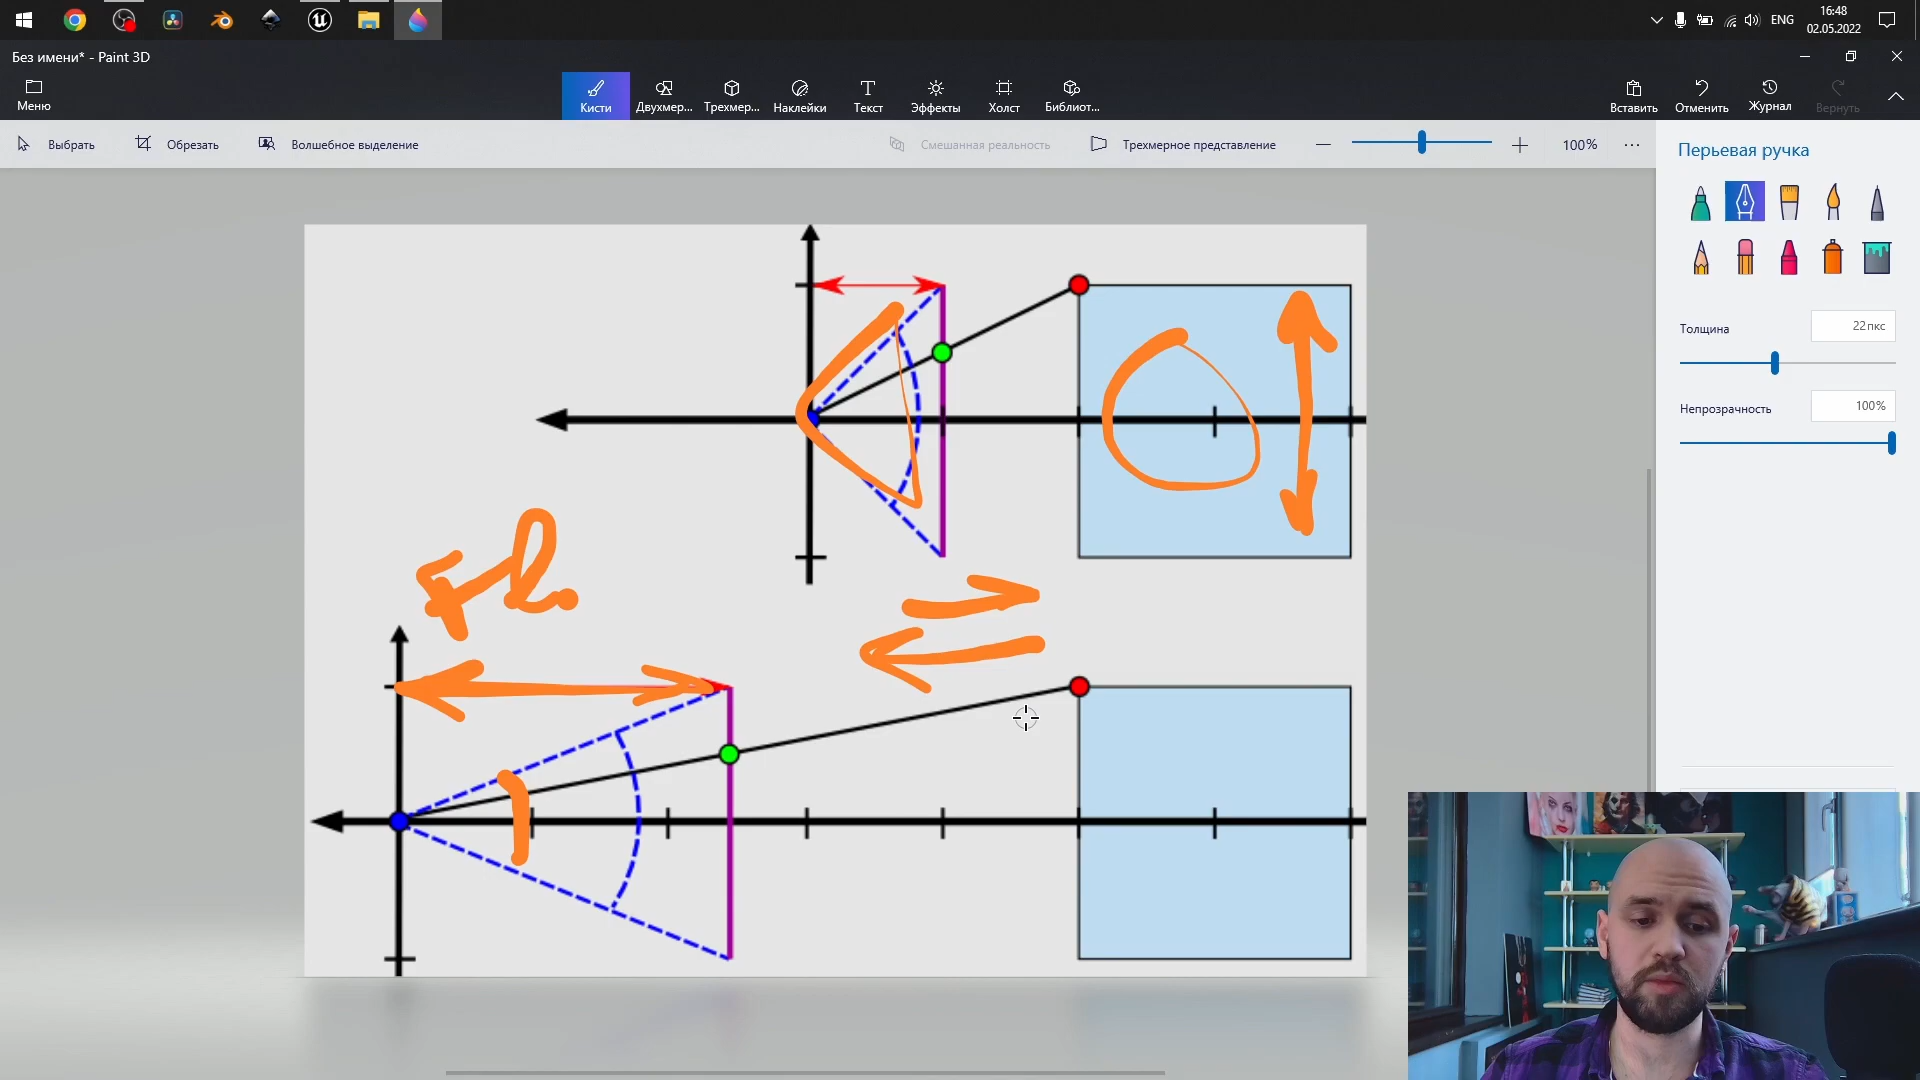 ENG
16:48
02.05.2022
Без имени* - Paint 3D
Меню
Кисти
Двухмер...
Трехмер...
Наклейки
Текст
Эффекты
Холст
Библиот...
Вставить
Отменить
Журнал
Вернуть
Выбрать
Обрезать
Волшебное выделение
Смешанная реальность
Трехмерное представление
100%
Перьевая ручка
Толщина
22пкс
Непрозрачность
100%